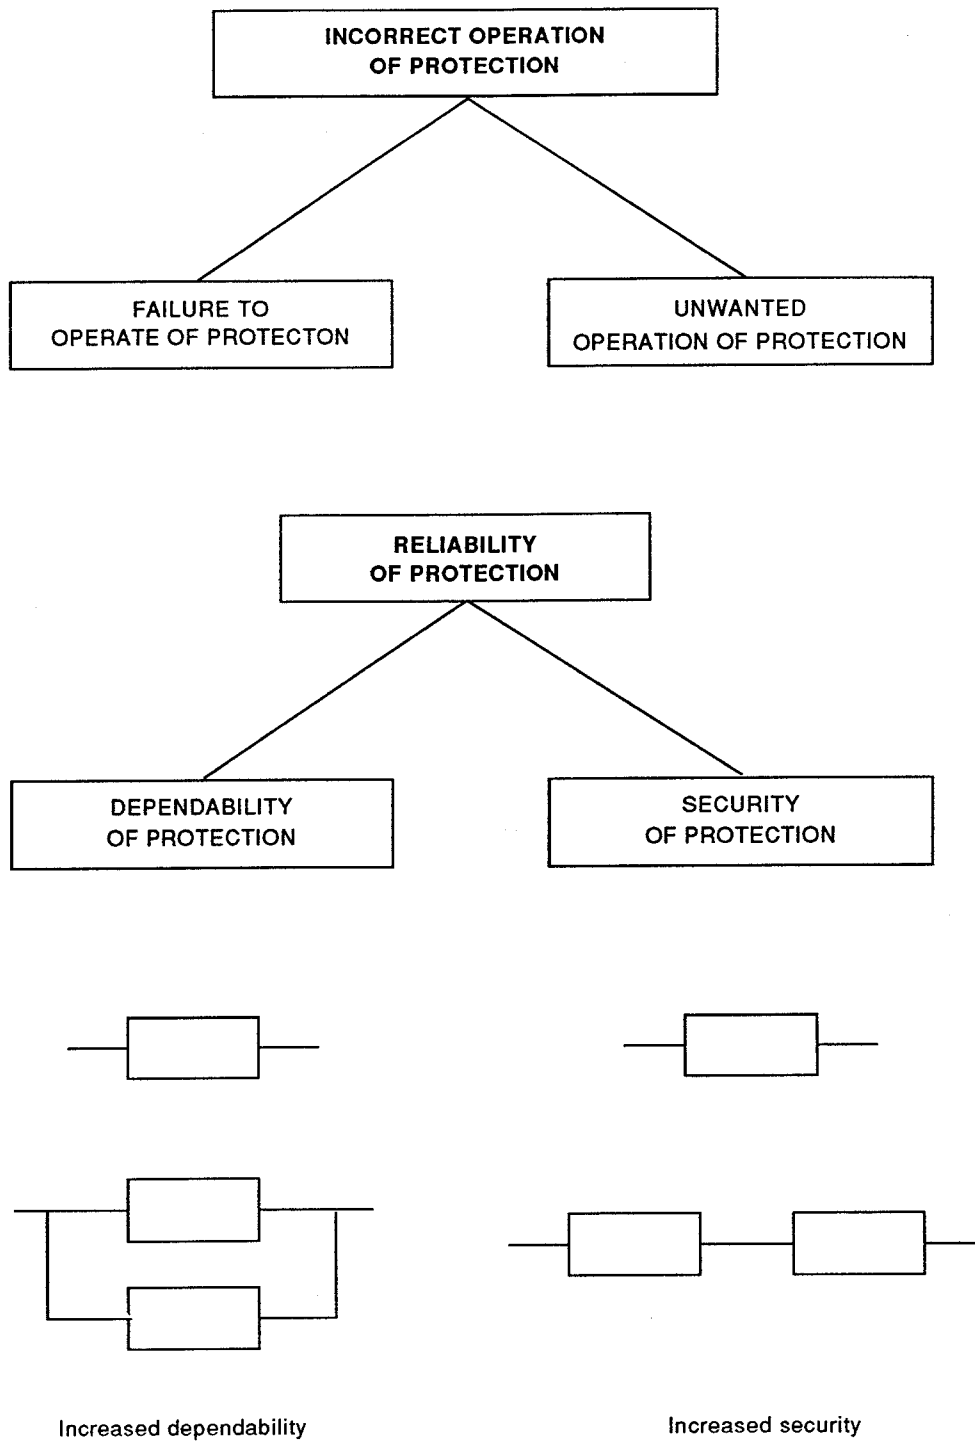 INCORRECT OPERATION
OF PROTECTION
FAILURE TO
OPERATE OF PROTECTON
UNWANTED
OPERATION OF PROTECTION
RELIABILITY
OF PROTECTION
DEPENDABILITY
OF PROTECTION
SECURITY
OF PROTECTION
Increased dependability
Increased security